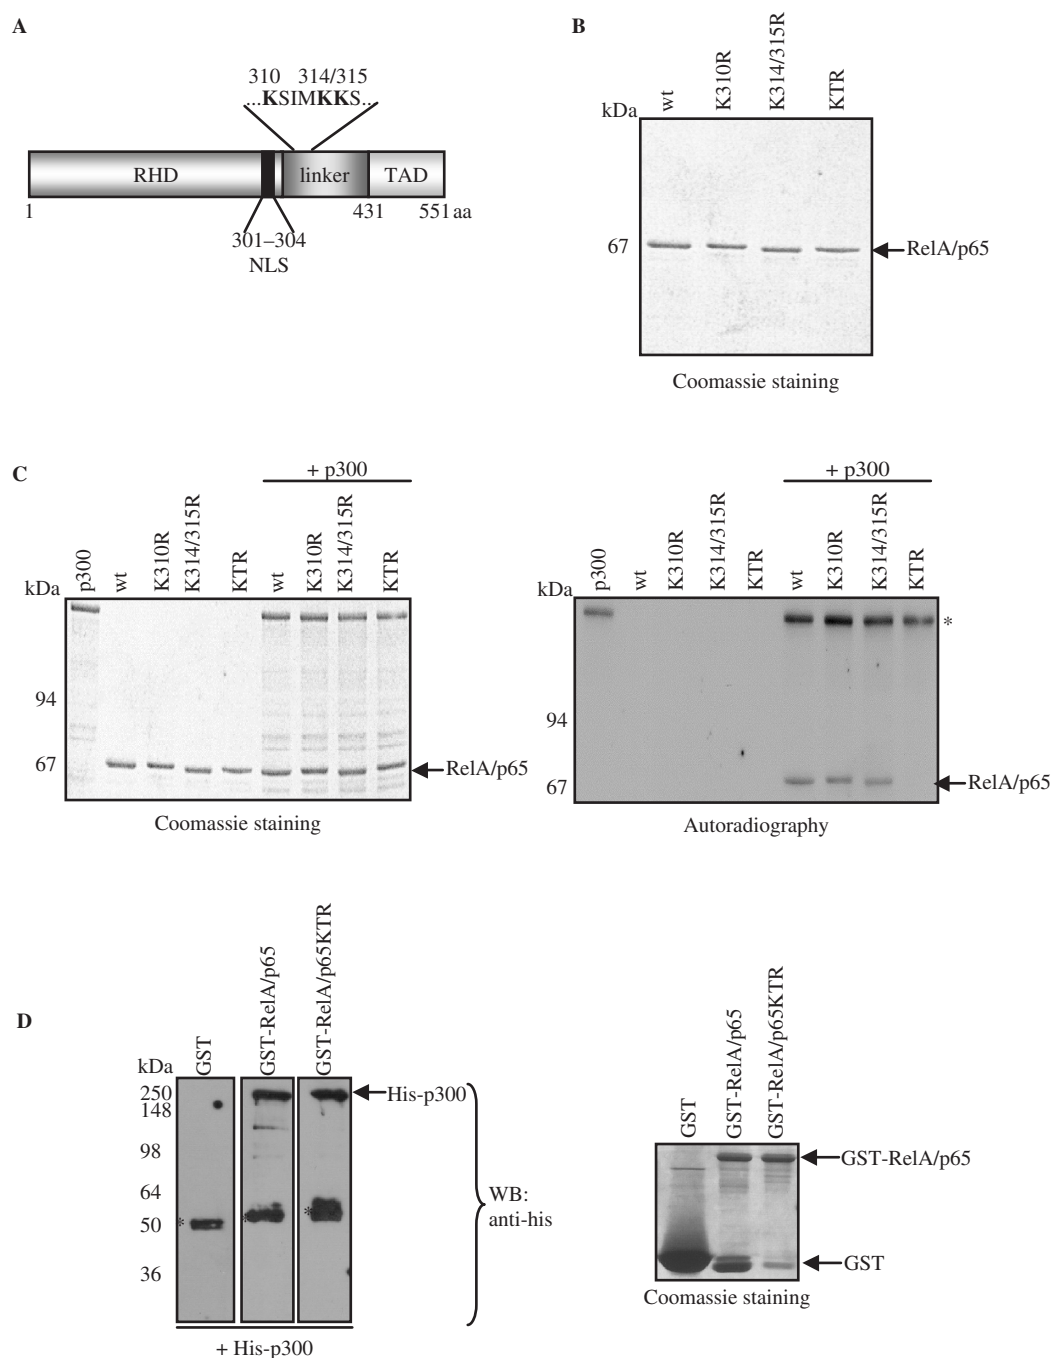 A
310 314/315
...KSIMKKS...
RHD
linker
TAD
1
431
551 aa
301–304
NLS
B
wt
K310R
K314/315R
KTR
kDa
67
RelA/p65
Coomassie staining
C
+ p300
p300
wt
K310R
K314/315R
KTR
wt
K310R
K314/315R
KTR
kDa
94
67
RelA/p65
Coomassie staining
+ p300
p300
wt
K310R
K314/315R
KTR
wt
K310R
K314/315R
KTR
kDa
*
94
67
RelA/p65
Autoradiography
D
GST
GST-RelA/p65
GST-RelA/p65KTR
kDa
250
148
98
64
50
36
*
*
*
His-p300
WB:
anti-his
+ His-p300
GST
GST-RelA/p65
GST-RelA/p65KTR
GST-RelA/p65
GST
Coomassie staining